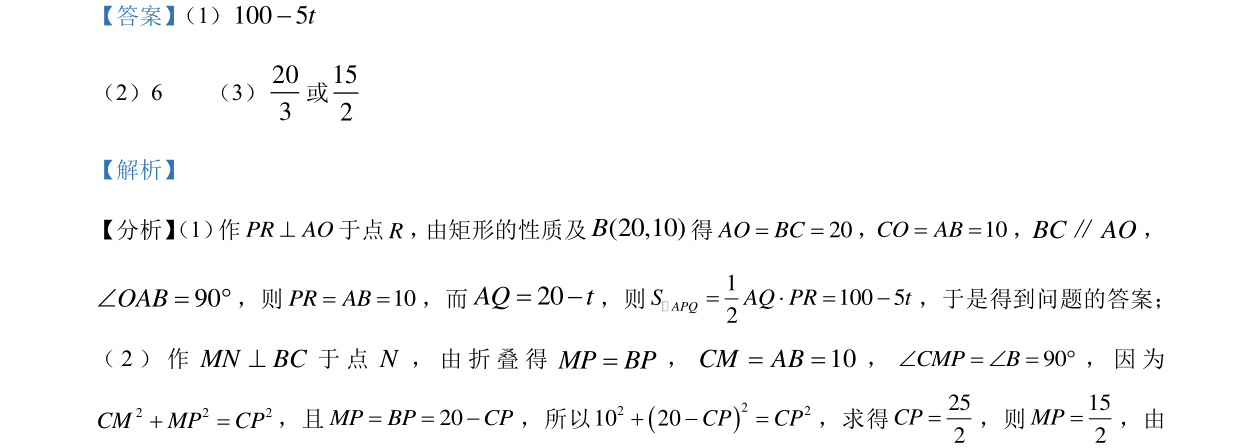 【答案】（1）100－5t
（2）6 （3）20/3 或 15/2
【解析】
【分析】（1）作 PR ⊥ AO 于点 R，由矩形的性质及 B(20,10) 得 AO = BC = 20，CO = AB = 10，BC ∥ AO，
∠OAB = 90°，则 PR = AB = 10，而 AQ = 20－t，则 S▯APQ = 1/2 AQ · PR = 100－5t，于是得到问题的答案；
（2）作 MN ⊥ BC 于点 N，由折叠得 MP = BP，CM = AB = 10，∠CMP = ∠B = 90°，因为
CM² + MP² = CP²，且 MP = BP = 20－CP，所以 10² + (20－CP)² = CP²，求得 CP = 25/2，则 MP = 15/2，由